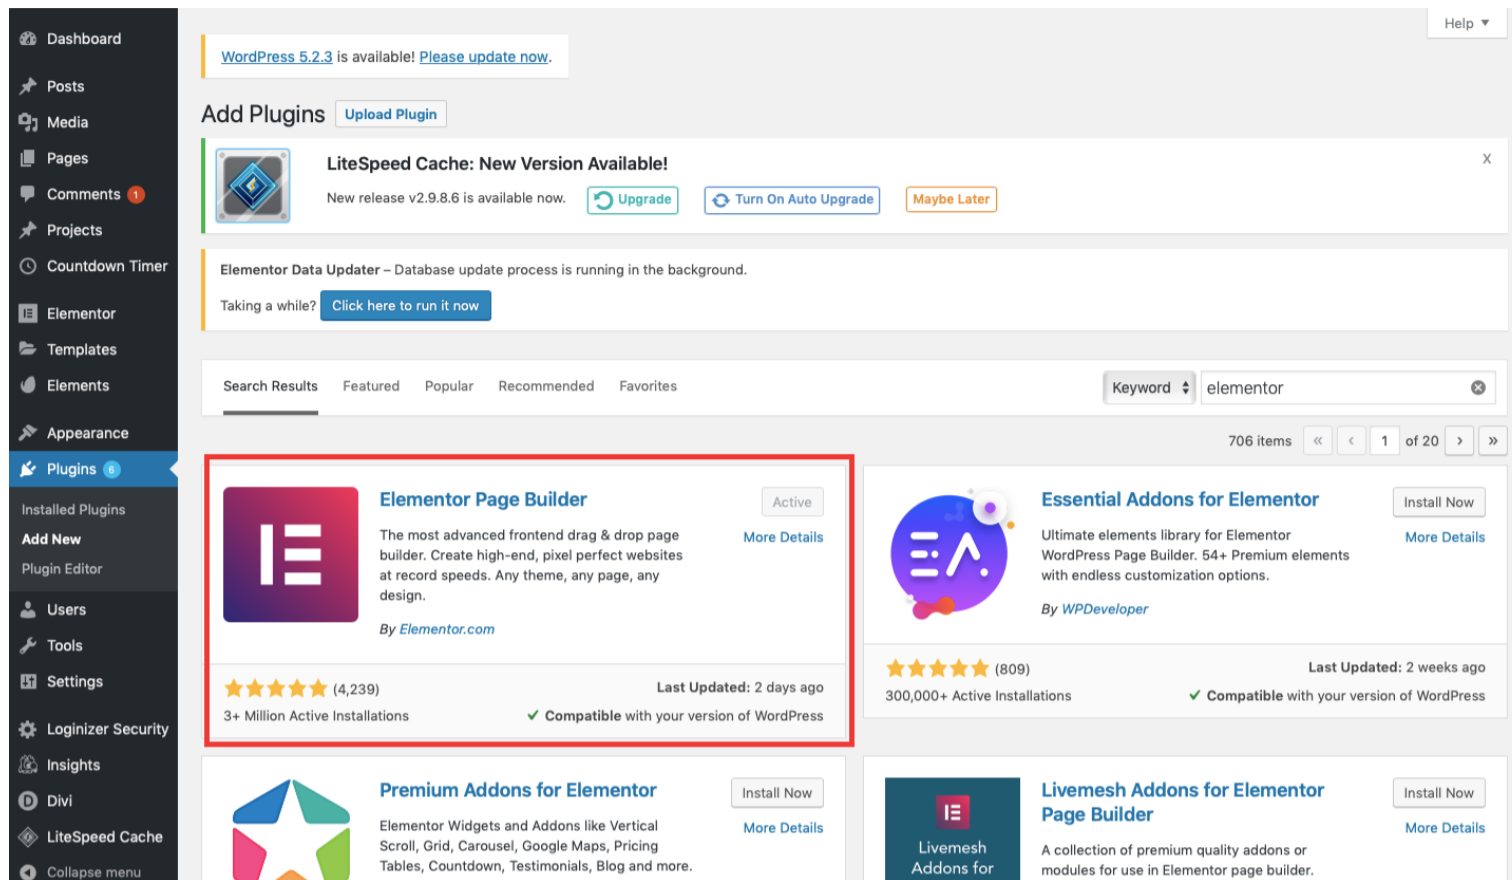 Help ▼
Dashboard
Posts
Media
Pages
Comments 1
Projects
Countdown Timer
Elementor
Templates
Elements
Appearance
Plugins 6
Installed Plugins
Add New
Plugin Editor
Users
Tools
Settings
Loginizer Security
Insights
Divi
LiteSpeed Cache
Collapse menu
WordPress 5.2.3 is available! Please update now.
Add Plugins Upload Plugin
LiteSpeed Cache: New Version Available! X
New release v2.9.8.6 is available now. Upgrade Turn On Auto Upgrade Maybe Later
Elementor Data Updater – Database update process is running in the background.
Taking a while? Click here to run it now
Search Results Featured Popular Recommended Favorites Keyword elementor
706 items « ‹ 1 of 20 › »
Elementor Page Builder Active
More Details
The most advanced frontend drag & drop page
builder. Create high-end, pixel perfect websites
at record speeds. Any theme, any page, any
design.
By Elementor.com
(4,239) Last Updated: 2 days ago
3+ Million Active Installations ✓ Compatible with your version of WordPress
Essential Addons for Elementor Install Now
More Details
Ultimate elements library for Elementor
WordPress Page Builder. 54+ Premium elements
with endless customization options.
By WPDeveloper
(809) Last Updated: 2 weeks ago
300,000+ Active Installations ✓ Compatible with your version of WordPress
Premium Addons for Elementor Install Now
More Details
Elementor Widgets and Addons like Vertical
Scroll, Grid, Carousel, Google Maps, Pricing
Tables, Countdown, Testimonials, Blog and more.
Livemesh
Addons for
Livemesh Addons for Elementor Install Now
Page Builder
More Details
A collection of premium quality addons or
modules for use in Elementor page builder.